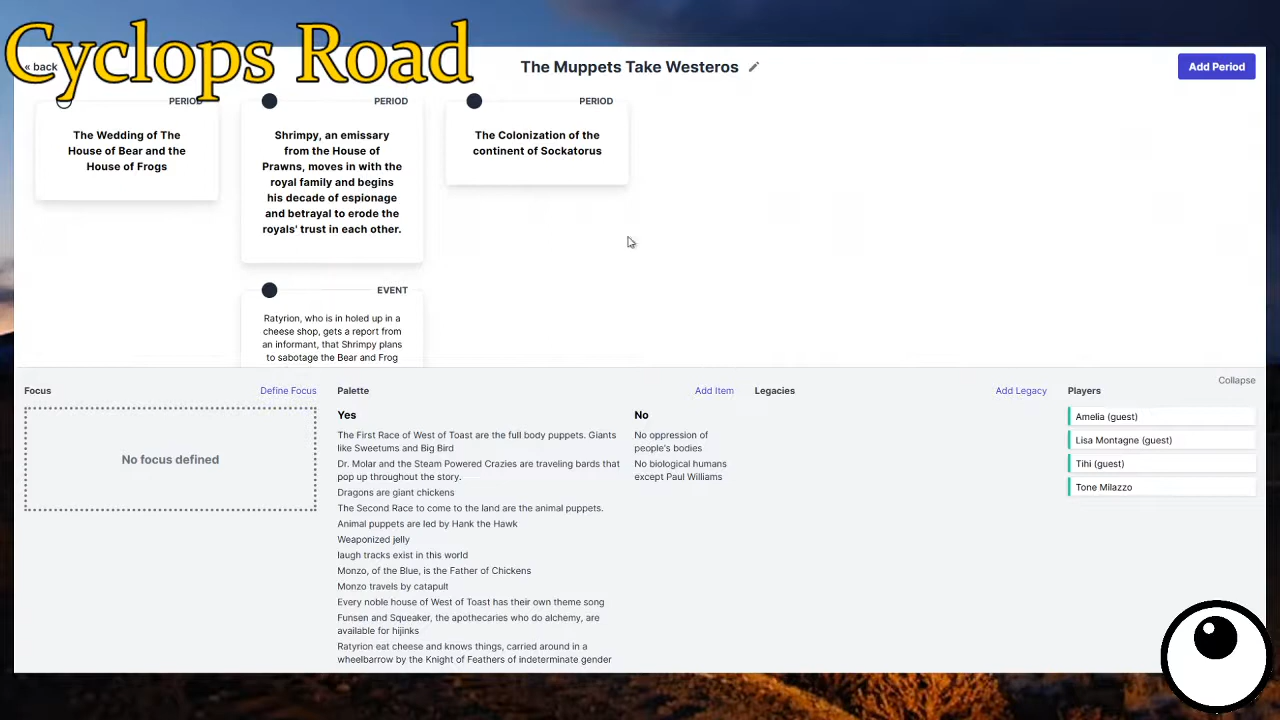 Cyclops Road
« back
The Muppets Take Westeros
Add Period
PERIOD
The Wedding of The
House of Bear and the
House of Frogs
PERIOD
Shrimpy, an emissary
from the House of
Prawns, moves in with the
royal family and begins
his decade of espionage
and betrayal to erode the
royals' trust in each other.
PERIOD
The Colonization of the
continent of Sockatorus
EVENT
Ratyrion, who is in holed up in a
cheese shop, gets a report from
an informant, that Shrimpy plans
to sabotage the Bear and Frog
Collapse
Focus
Define Focus
No focus defined
Palette
Add Item
Yes
The First Race of West of Toast are the full body puppets. Giants
like Sweetums and Big Bird
Dr. Molar and the Steam Powered Crazies are traveling bards that
pop up throughout the story.
Dragons are giant chickens
The Second Race to come to the land are the animal puppets.
Animal puppets are led by Hank the Hawk
Weaponized jelly
laugh tracks exist in this world
Monzo, of the Blue, is the Father of Chickens
Monzo travels by catapult
Every noble house of West of Toast has their own theme song
Funsen and Squeaker, the apothecaries who do alchemy, are
available for hijinks
Ratyrion eat cheese and knows things, carried around in a
wheelbarrow by the Knight of Feathers of indeterminate gender
No
No oppression of
people's bodies
No biological humans
except Paul Williams
Legacies
Add Legacy
Players
Amelia (guest)
Lisa Montagne (guest)
Tihi (guest)
Tone Milazzo